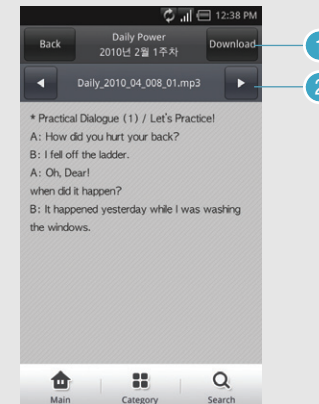 12:38 PM
Back
Daily Power
2010년 2월 1주차
Download
1
Daily_2010_04_008_01.mp3
2
* Practical Dialogue (1) / Let's Practice!
A: How did you hurt your back?
B: I fell off the ladder.
A: Oh, Dear!
when did it happen?
B: It happened yesterday while I was washing
the windows.
Main
Category
Search